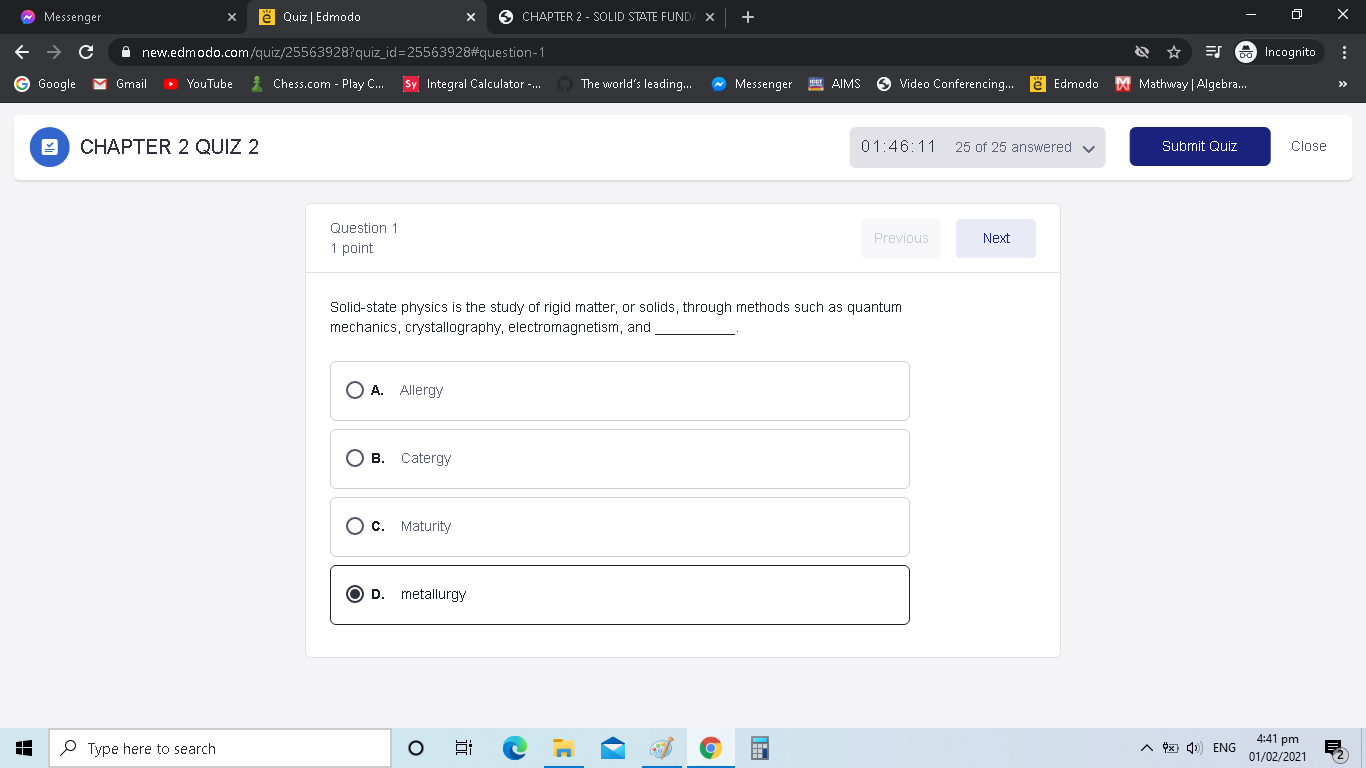 Messenger
Quiz | Edmodo
CHAPTER 2 - SOLID STATE FUND
new.edmodo.com/quiz/25563928?quiz_id=25563928#question-1
Incognito
Google Gmail YouTube Chess.com - Play C... Sy Integral Calculator -... The world's leading... Messenger AIMS Video Conferencing... Edmodo Mathway | Algebra... »
CHAPTER 2 QUIZ 2
01:46:11 25 of 25 answered
Submit Quiz
Close
Question 1
1 point
Previous
Next
Solid-state physics is the study of rigid matter, or solids, through methods such as quantum
mechanics, crystallography, electromagnetism, and __________.
A. Allergy
B. Catergy
C. Maturity
D. metallurgy
Type here to search
ENG
4:41 pm
01/02/2021
2